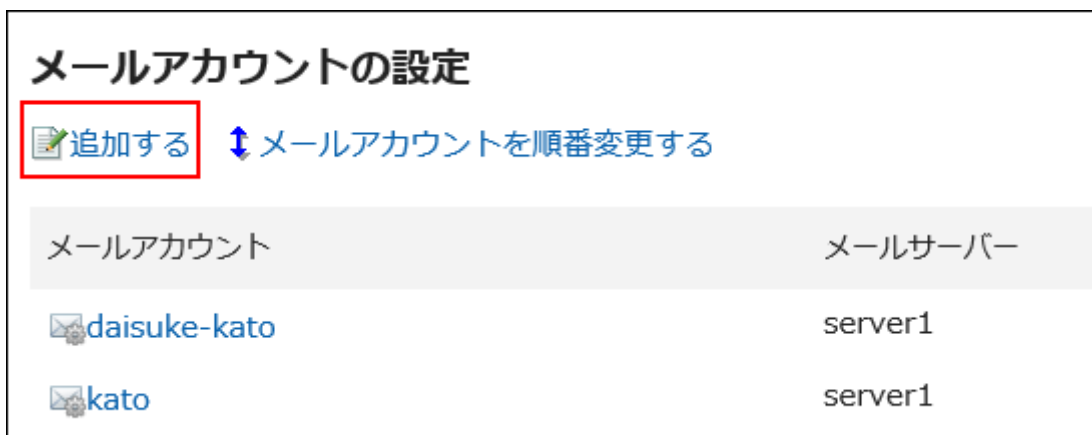 メールアカウントの設定
追加する メールアカウントを順番変更する
メールアカウント メールサーバー
daisuke-kato server1
kato server1